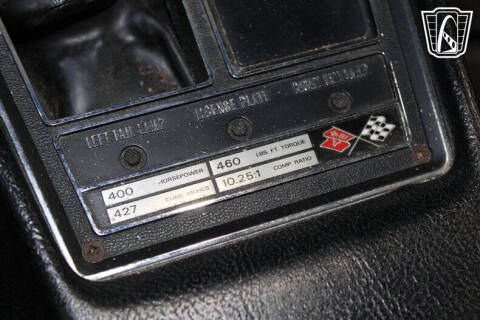 LEFT TAIL LAMP
LICENSE PLATE
RIGHT TAIL LAMP
400 HORSEPOWER
460 LBS. FT. TORQUE
427 CUBIC INCHES
10.25:1 COMP. RATIO